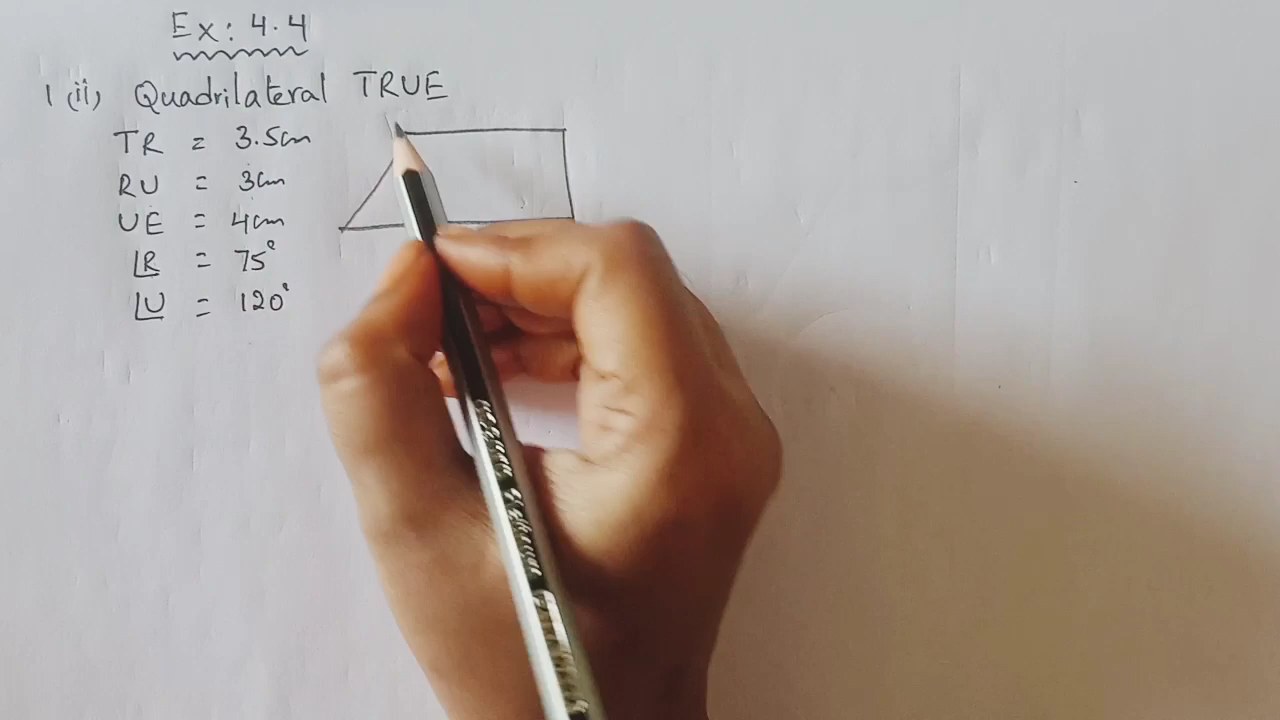 Ex: 4.4
1 (ii) Quadrilateral TRUE
TR = 3.5cm
RU = 3cm
UE = 4cm
∠R = 75°
∠U = 120°